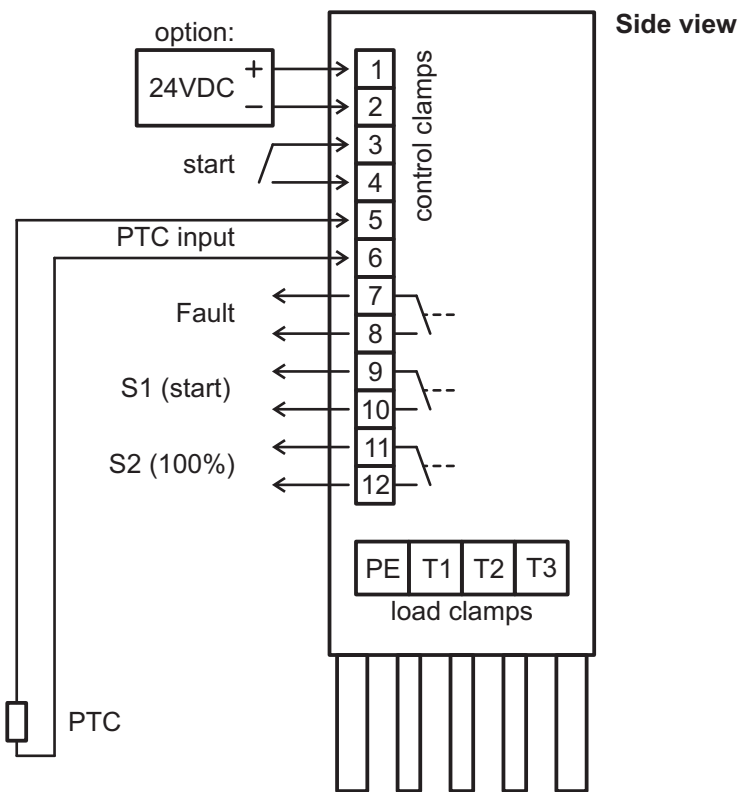 Side view
option:
24VDC
+
−
start
PTC input
Fault
S1 (start)
S2 (100%)
1
2
3
4
5
6
7
8
9
10
11
12
control clamps
PE T1 T2 T3
load clamps
PTC